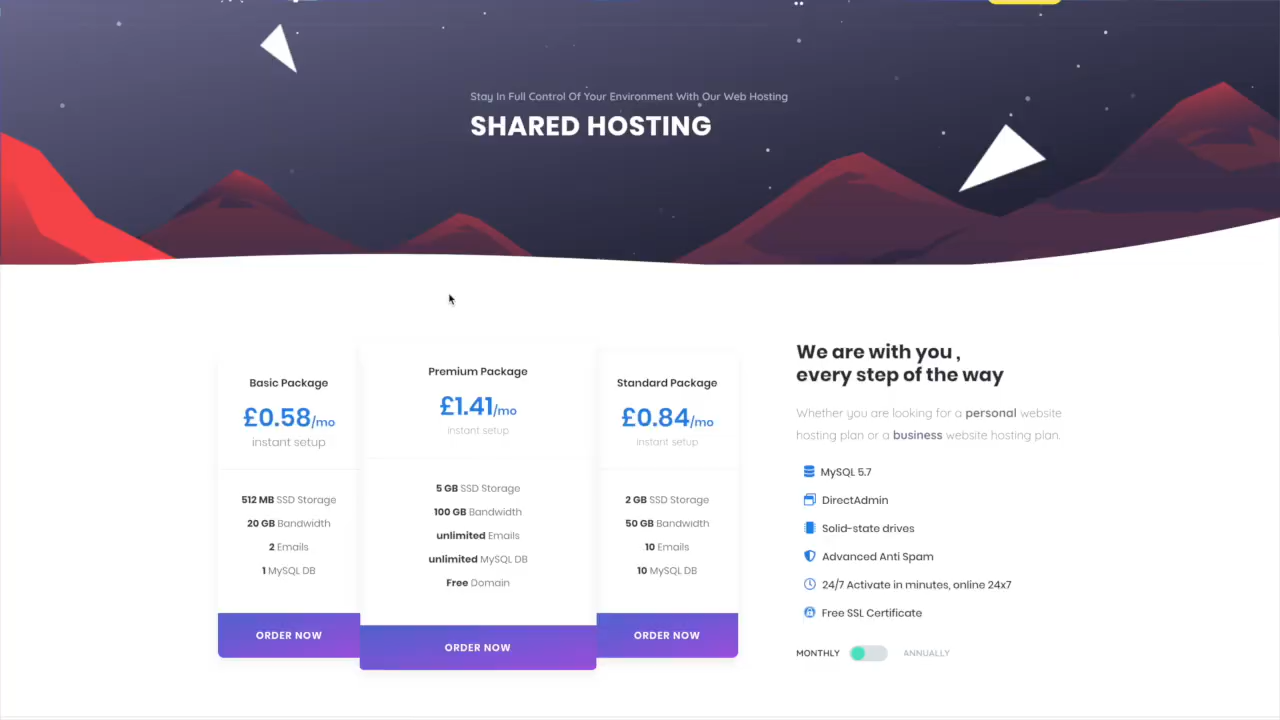 Stay In Full Control Of Your Environment With Our Web Hosting
SHARED HOSTING
Basic Package
£0.58/mo
instant setup
512 MB SSD Storage
20 GB Bandwidth
2 Emails
1 MySQL DB
ORDER NOW
Premium Package
£1.41/mo
instant setup
5 GB SSD Storage
100 GB Bandwidth
unlimited Emails
unlimited MySQL DB
Free Domain
ORDER NOW
Standard Package
£0.84/mo
instant setup
2 GB SSD Storage
50 GB Bandwidth
10 Emails
10 MySQL DB
ORDER NOW
We are with you ,
every step of the way
Whether you are looking for a personal website
hosting plan or a business website hosting plan.
MySQL 5.7
DirectAdmin
Solid-state drives
Advanced Anti Spam
24/7 Activate in minutes, online 24x7
Free SSL Certificate
MONTHLY ANNUALLY